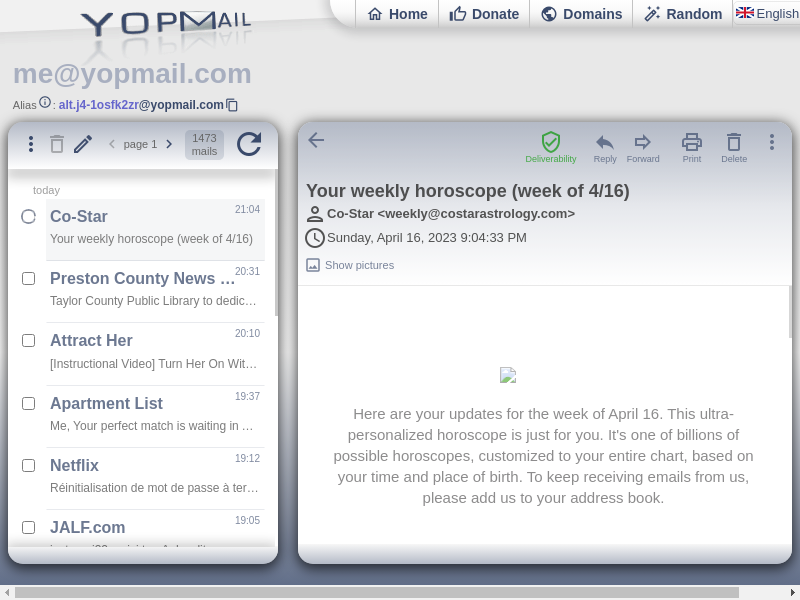 YOPMAIL
Home
Donate
Domains
Random
English
me@yopmail.com
Alias : alt.j4-1osfk2zr@yopmail.com
page 1
1473
mails
today
Co-Star
21:04
Your weekly horoscope (week of 4/16)
Preston County News …
20:31
Taylor County Public Library to dedic…
Attract Her
20:10
[Instructional Video] Turn Her On Wit…
Apartment List
19:37
Me, Your perfect match is waiting in …
Netflix
19:12
Réinitialisation de mot de passe à ter…
JALF.com
19:05
Deliverability
Reply
Forward
Print
Delete
Your weekly horoscope (week of 4/16)
Co-Star <weekly@costarastrology.com>
Sunday, April 16, 2023 9:04:33 PM
Show pictures
Here are your updates for the week of April 16. This ultra-
personalized horoscope is just for you. It's one of billions of
possible horoscopes, customized to your entire chart, based on
your time and place of birth. To keep receiving emails from us,
please add us to your address book.